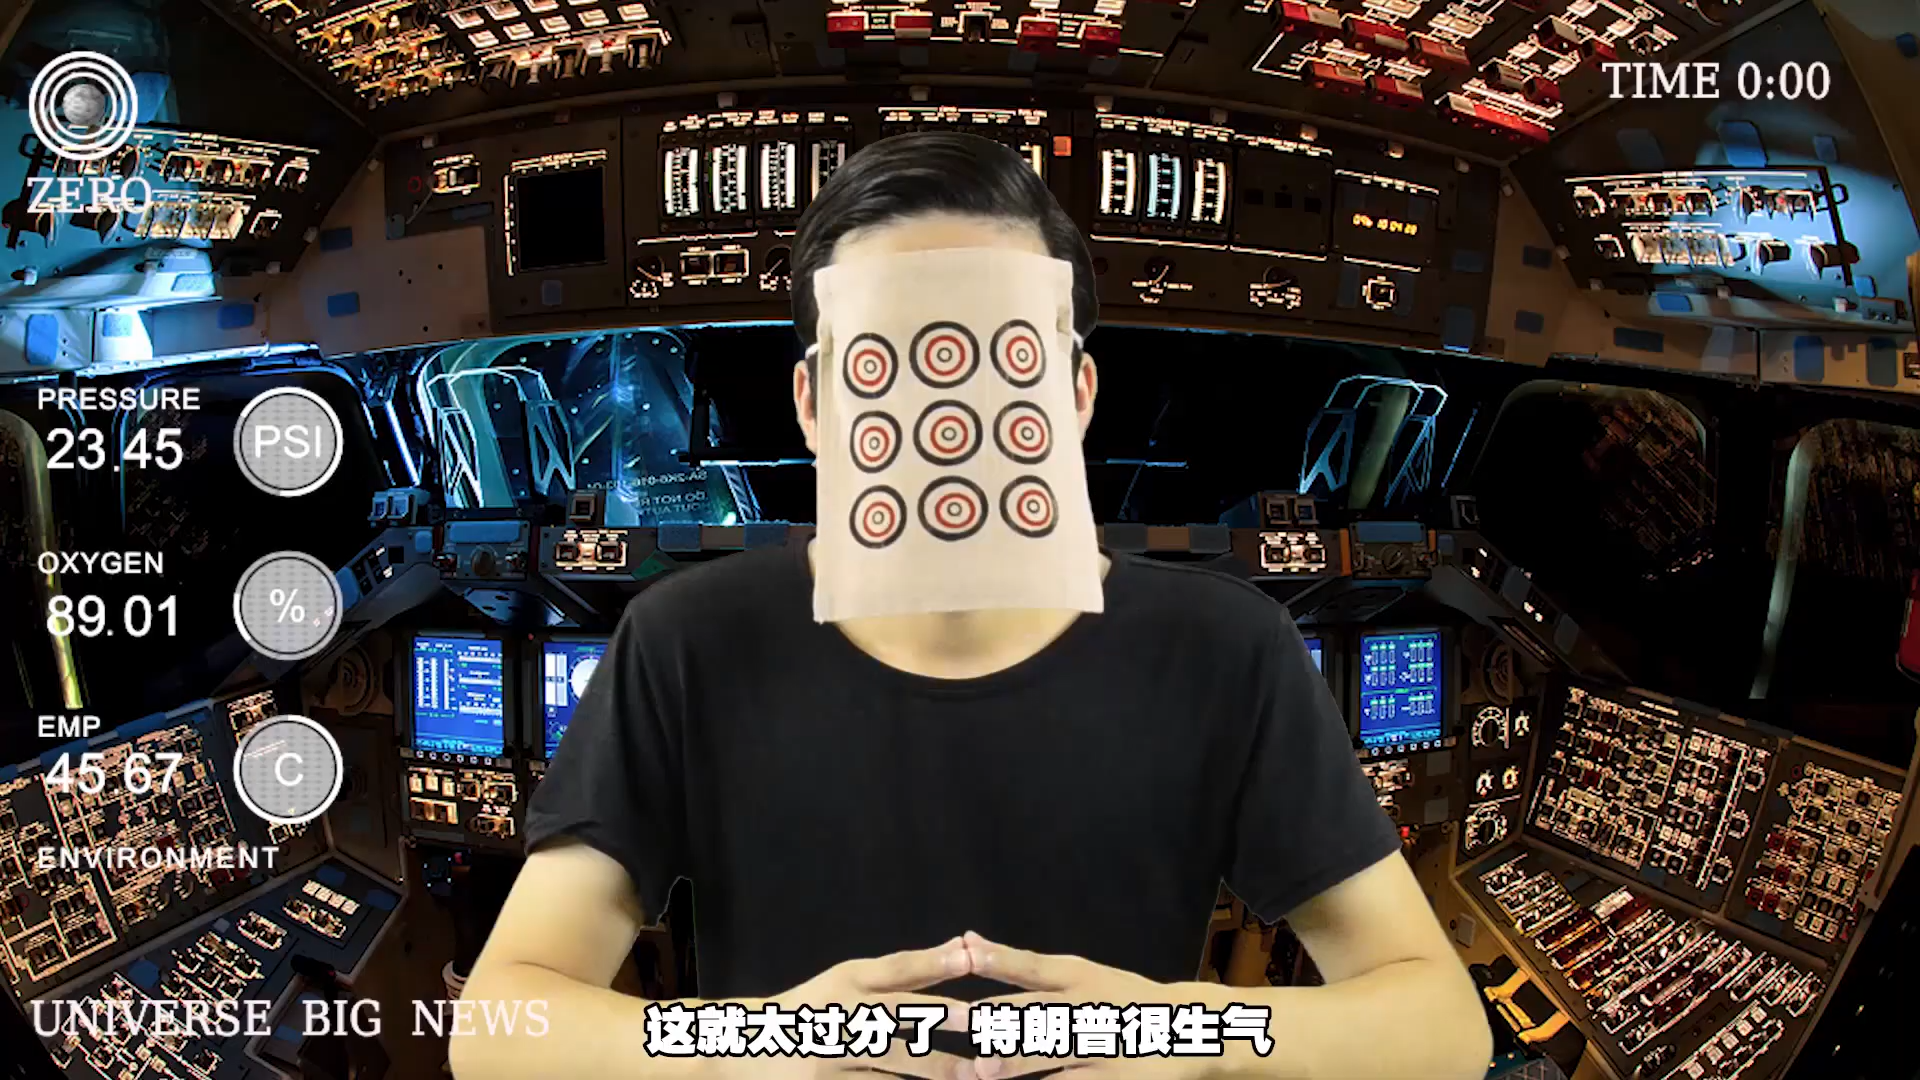 TIME 0:00
ZERO
PRESSURE
23.45
PSI
OXYGEN
89.01
%
EMP
45.67
C
ENVIRONMENT
UNIVERSE BIG NEWS
这就太过分了 特朗普很生气